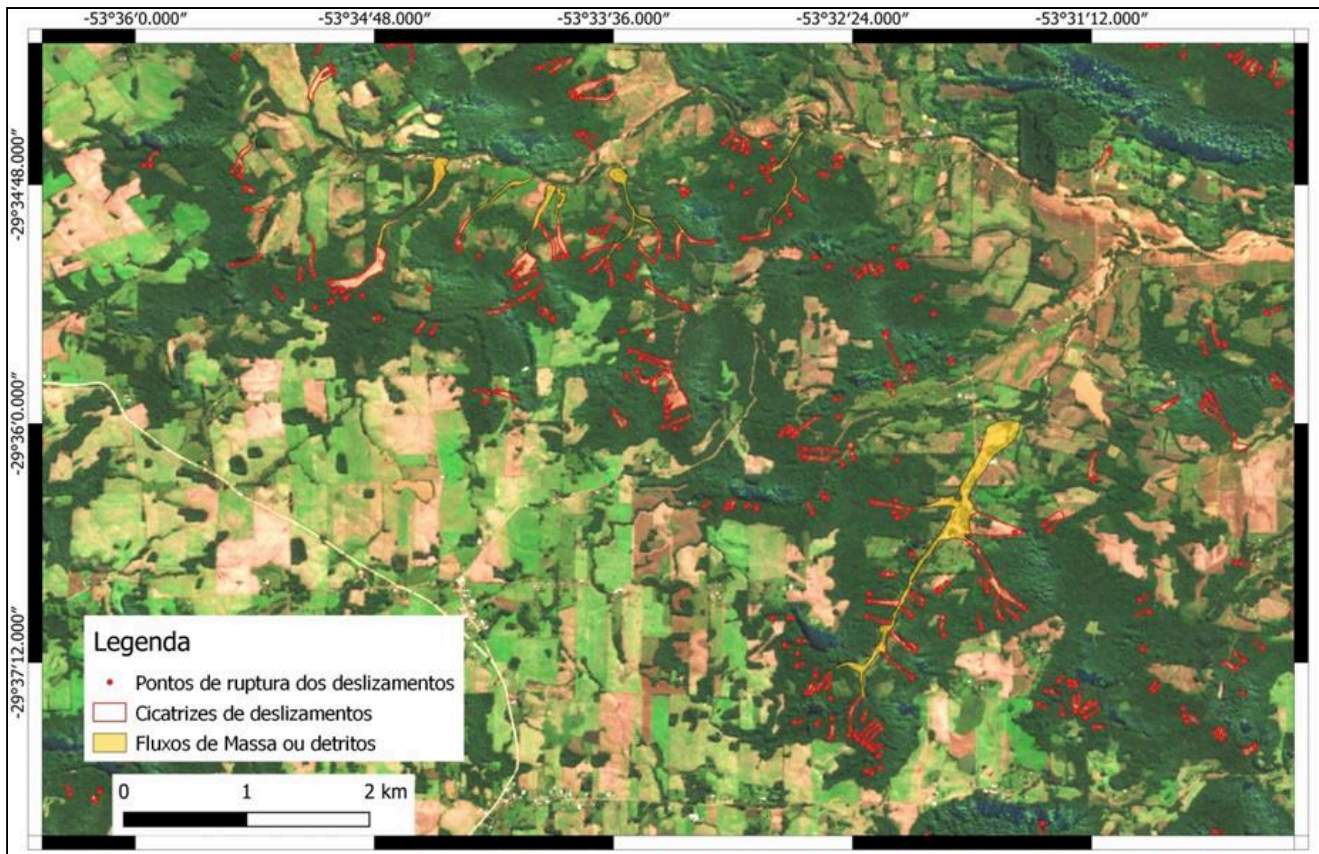 -53°36′0.000″ -53°34′48.000″ -53°33′36.000″ -53°32′24.000″ -53°31′12.000″
-29°34′48.000″
-29°36′0.000″
-29°37′12.000″
Legenda
Pontos de ruptura dos deslizamentos
Cicatrizes de deslizamentos
Fluxos de Massa ou detritos
0 1 2 km